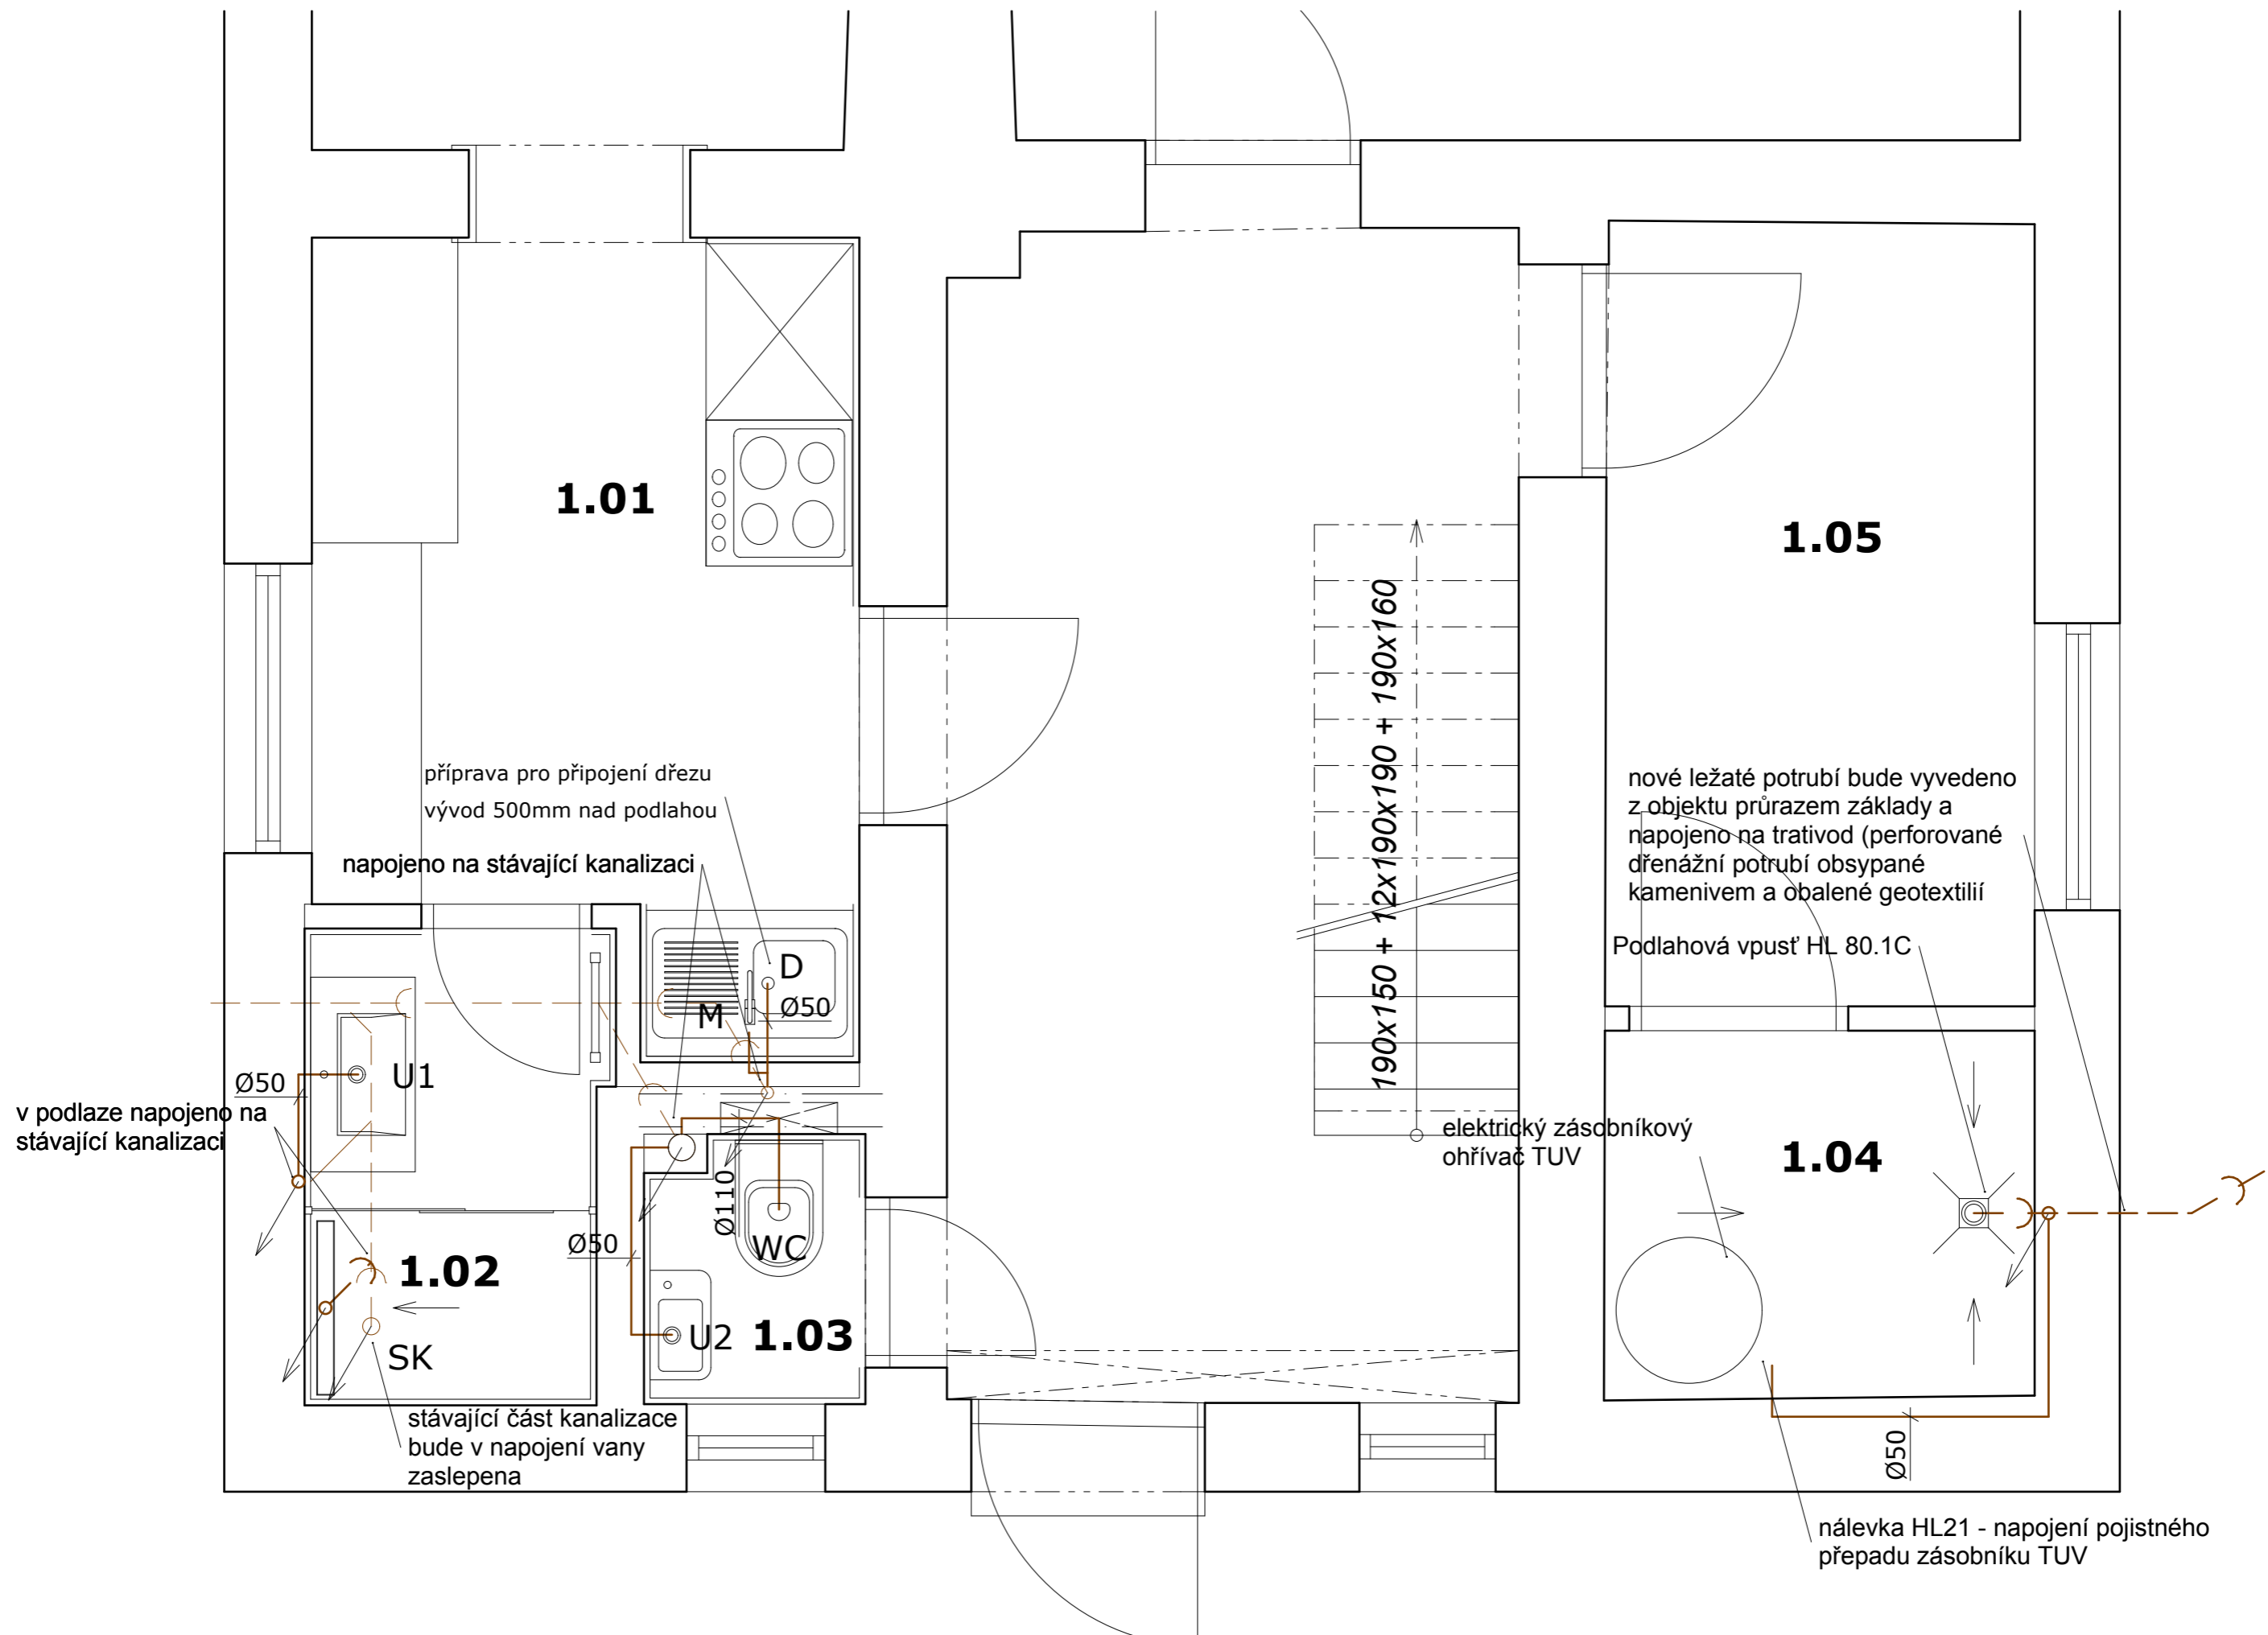 1.01
1.05
190x150 + 12x190x190 + 190x160
příprava pro připojení dřezu
vývod 500mm nad podlahou
napojeno na stávající kanalizaci
nové ležaté potrubí bude vyvedeno
z objektu průrazem základy a
napojeno na trativod (perforované
dřenážní potrubí obsypané
kamenivem a obalené geotextilií
Podlahová vpusť HL 80.1C
D
M
Ø50
U1
Ø50
v podlaze napojeno na
stávající kanalizaci
elektrický zásobníkový
ohřívač TUV
1.04
Ø110
WC
Ø50
1.02
U2
1.03
SK
stávající část kanalizace
bude v napojení vany
zaslepena
Ø50
nálevka HL21 - napojení pojistného
přepadu zásobníku TUV